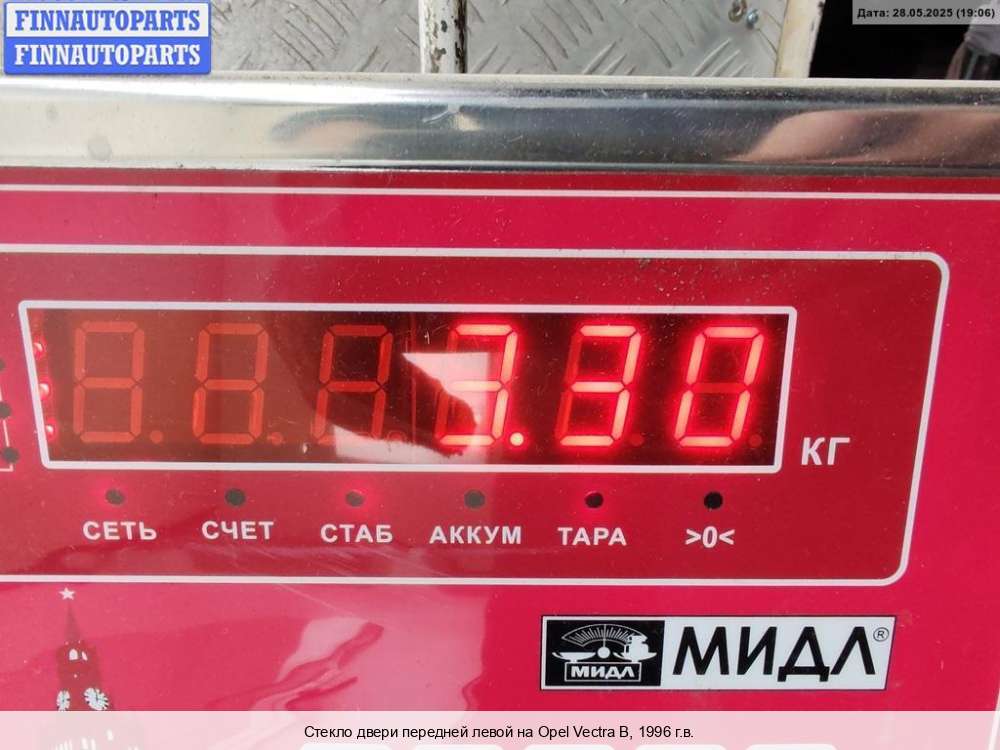 FINNAUTOPARTS
FINNAUTOPARTS
Дата: 28.05.2025 (19:06)
3.30
КГ
СЕТЬ СЧЕТ СТАБ АККУМ ТАРА >0<
МИДЛ МИДЛ®
Стекло двери передней левой на Opel Vectra B, 1996 г.в.